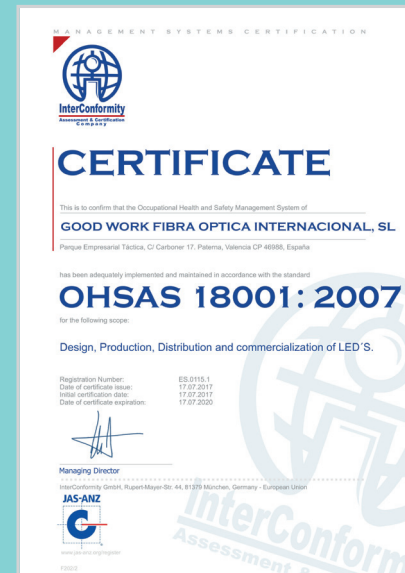 MANAGEMENT SYSTEMS CERTIFICATION
InterConformity
Assessment & Certification
Company
CERTIFICATE
This is to confirm that the Occupational Health and Safety Management System of
GOOD WORK FIBRA OPTICA INTERNACIONAL, SL
Parque Empresarial Táctica, C/ Carboner 17. Paterna, Valencia CP 46988, España
has been adequately implemented and maintained in accordance with the standard
OHSAS 18001: 2007
for the following scope:
Design, Production, Distribution and commercialization of LED´S.
Registration Number: ES.0115.1
Date of certificate issue: 17.07.2017
Initial certification date: 17.07.2017
Date of certificate expiration: 17.07.2020
Managing Director
InterConformity GmbH, Rupert-Mayer-Str. 44, 81379 München, Germany - European Union
JAS-ANZ
C
www.jas-anz.org/register
InterConform
Assessment &